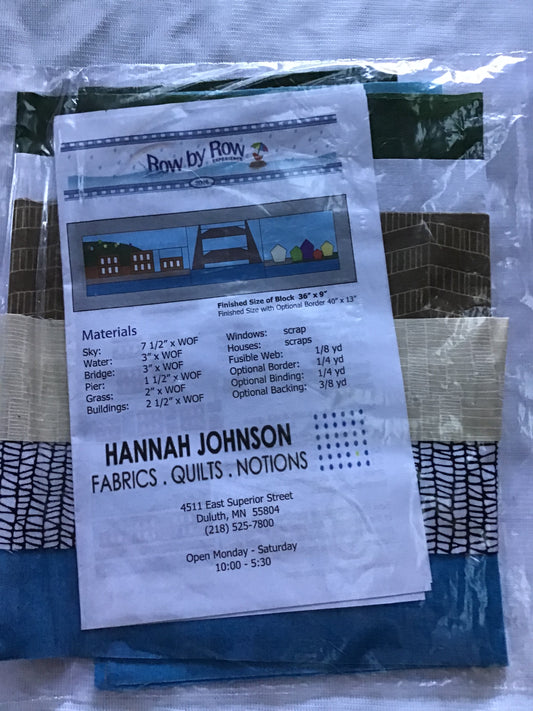 Row by Row
EXPERIENCE
Finished Size of Block 36" x 9"
Finished Size with Optional Border 40" x 13"
Materials
Sky: 7 1/2" x WOF
Water: 3" x WOF
Bridge: 3" x WOF
Pier: 1 1/2" x WOF
Grass: 2" x WOF
Buildings: 2 1/2" x WOF
Windows: scrap
Houses: scraps
Fusible Web: 1/8 yd
Optional Border: 1/4 yd
Optional Binding: 1/4 yd
Optional Backing: 3/8 yd
HANNAH JOHNSON
FABRICS . QUILTS . NOTIONS
4511 East Superior Street
Duluth, MN 55804
(218) 525-7800
Open Monday - Saturday
10:00 - 5:30